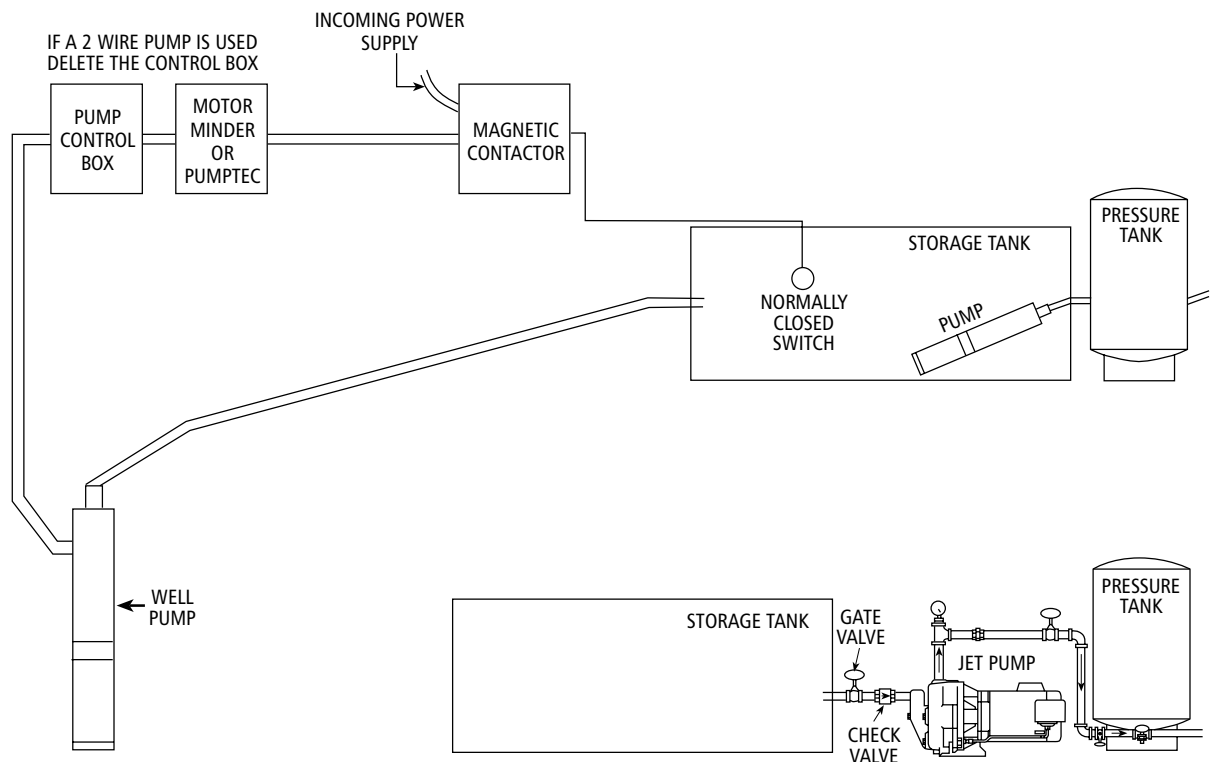 INCOMING POWER
SUPPLY
IF A 2 WIRE PUMP IS USED
DELETE THE CONTROL BOX
PUMP
CONTROL
BOX
MOTOR
MINDER
OR
PUMPTEC
MAGNETIC
CONTACTOR
STORAGE TANK
PRESSURE
TANK
NORMALLY
CLOSED
SWITCH
PUMP
WELL
PUMP
STORAGE TANK
GATE
VALVE
JET PUMP
PRESSURE
TANK
CHECK
VALVE